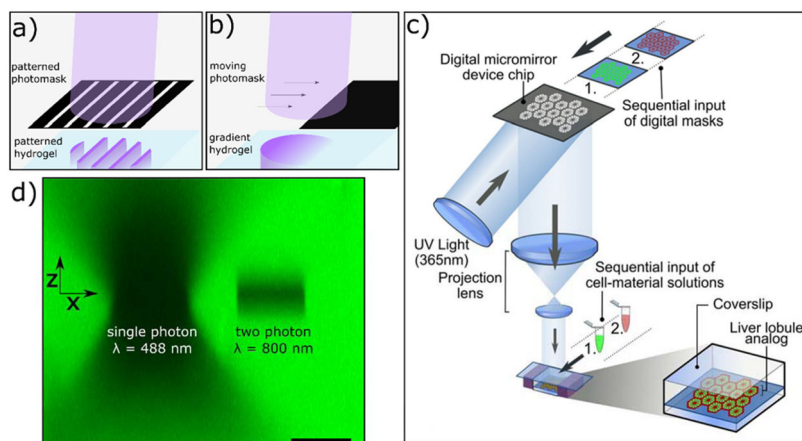 a)
patterned
photomask
patterned
hydrogel
b)
moving
photomask
gradient
hydrogel
c)
Digital micromirror
device chip
1.
2.
Sequential input
of digital masks
UV Light
(365nm)
Projection
lens
Sequential input of
cell-material solutions
1.
2.
Coverslip
Liver lobule
analog
d)
Z
X
single photon
λ = 488 nm
two photon
λ = 800 nm